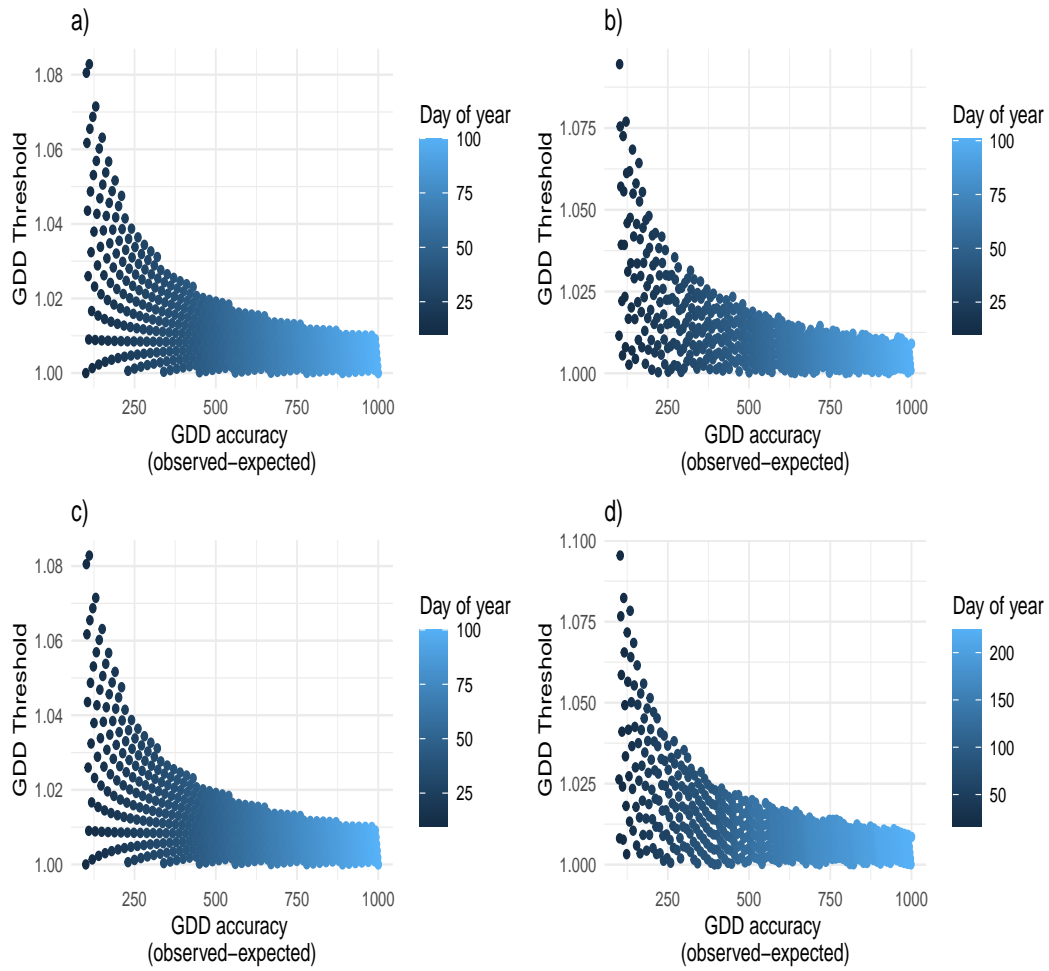 a)
GDD Threshold
1.08
1.06
1.04
1.02
1.00
250 500 750 1000
GDD accuracy
(observed−expected)
Day of year
100
75
50
25
b)
GDD Threshold
1.075
1.050
1.025
1.000
250 500 750 1000
GDD accuracy
(observed−expected)
Day of year
100
75
50
25
c)
GDD Threshold
1.08
1.06
1.04
1.02
1.00
250 500 750 1000
GDD accuracy
(observed−expected)
Day of year
100
75
50
25
d)
GDD Threshold
1.100
1.075
1.050
1.025
1.000
250 500 750 1000
GDD accuracy
(observed−expected)
Day of year
200
150
100
50